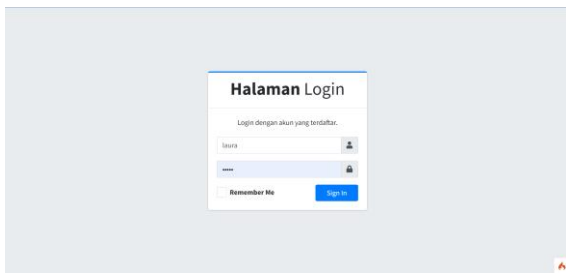 Halaman Login
Login dengan akun yang terdaftar.
laura
•••••
Remember Me
Sign In